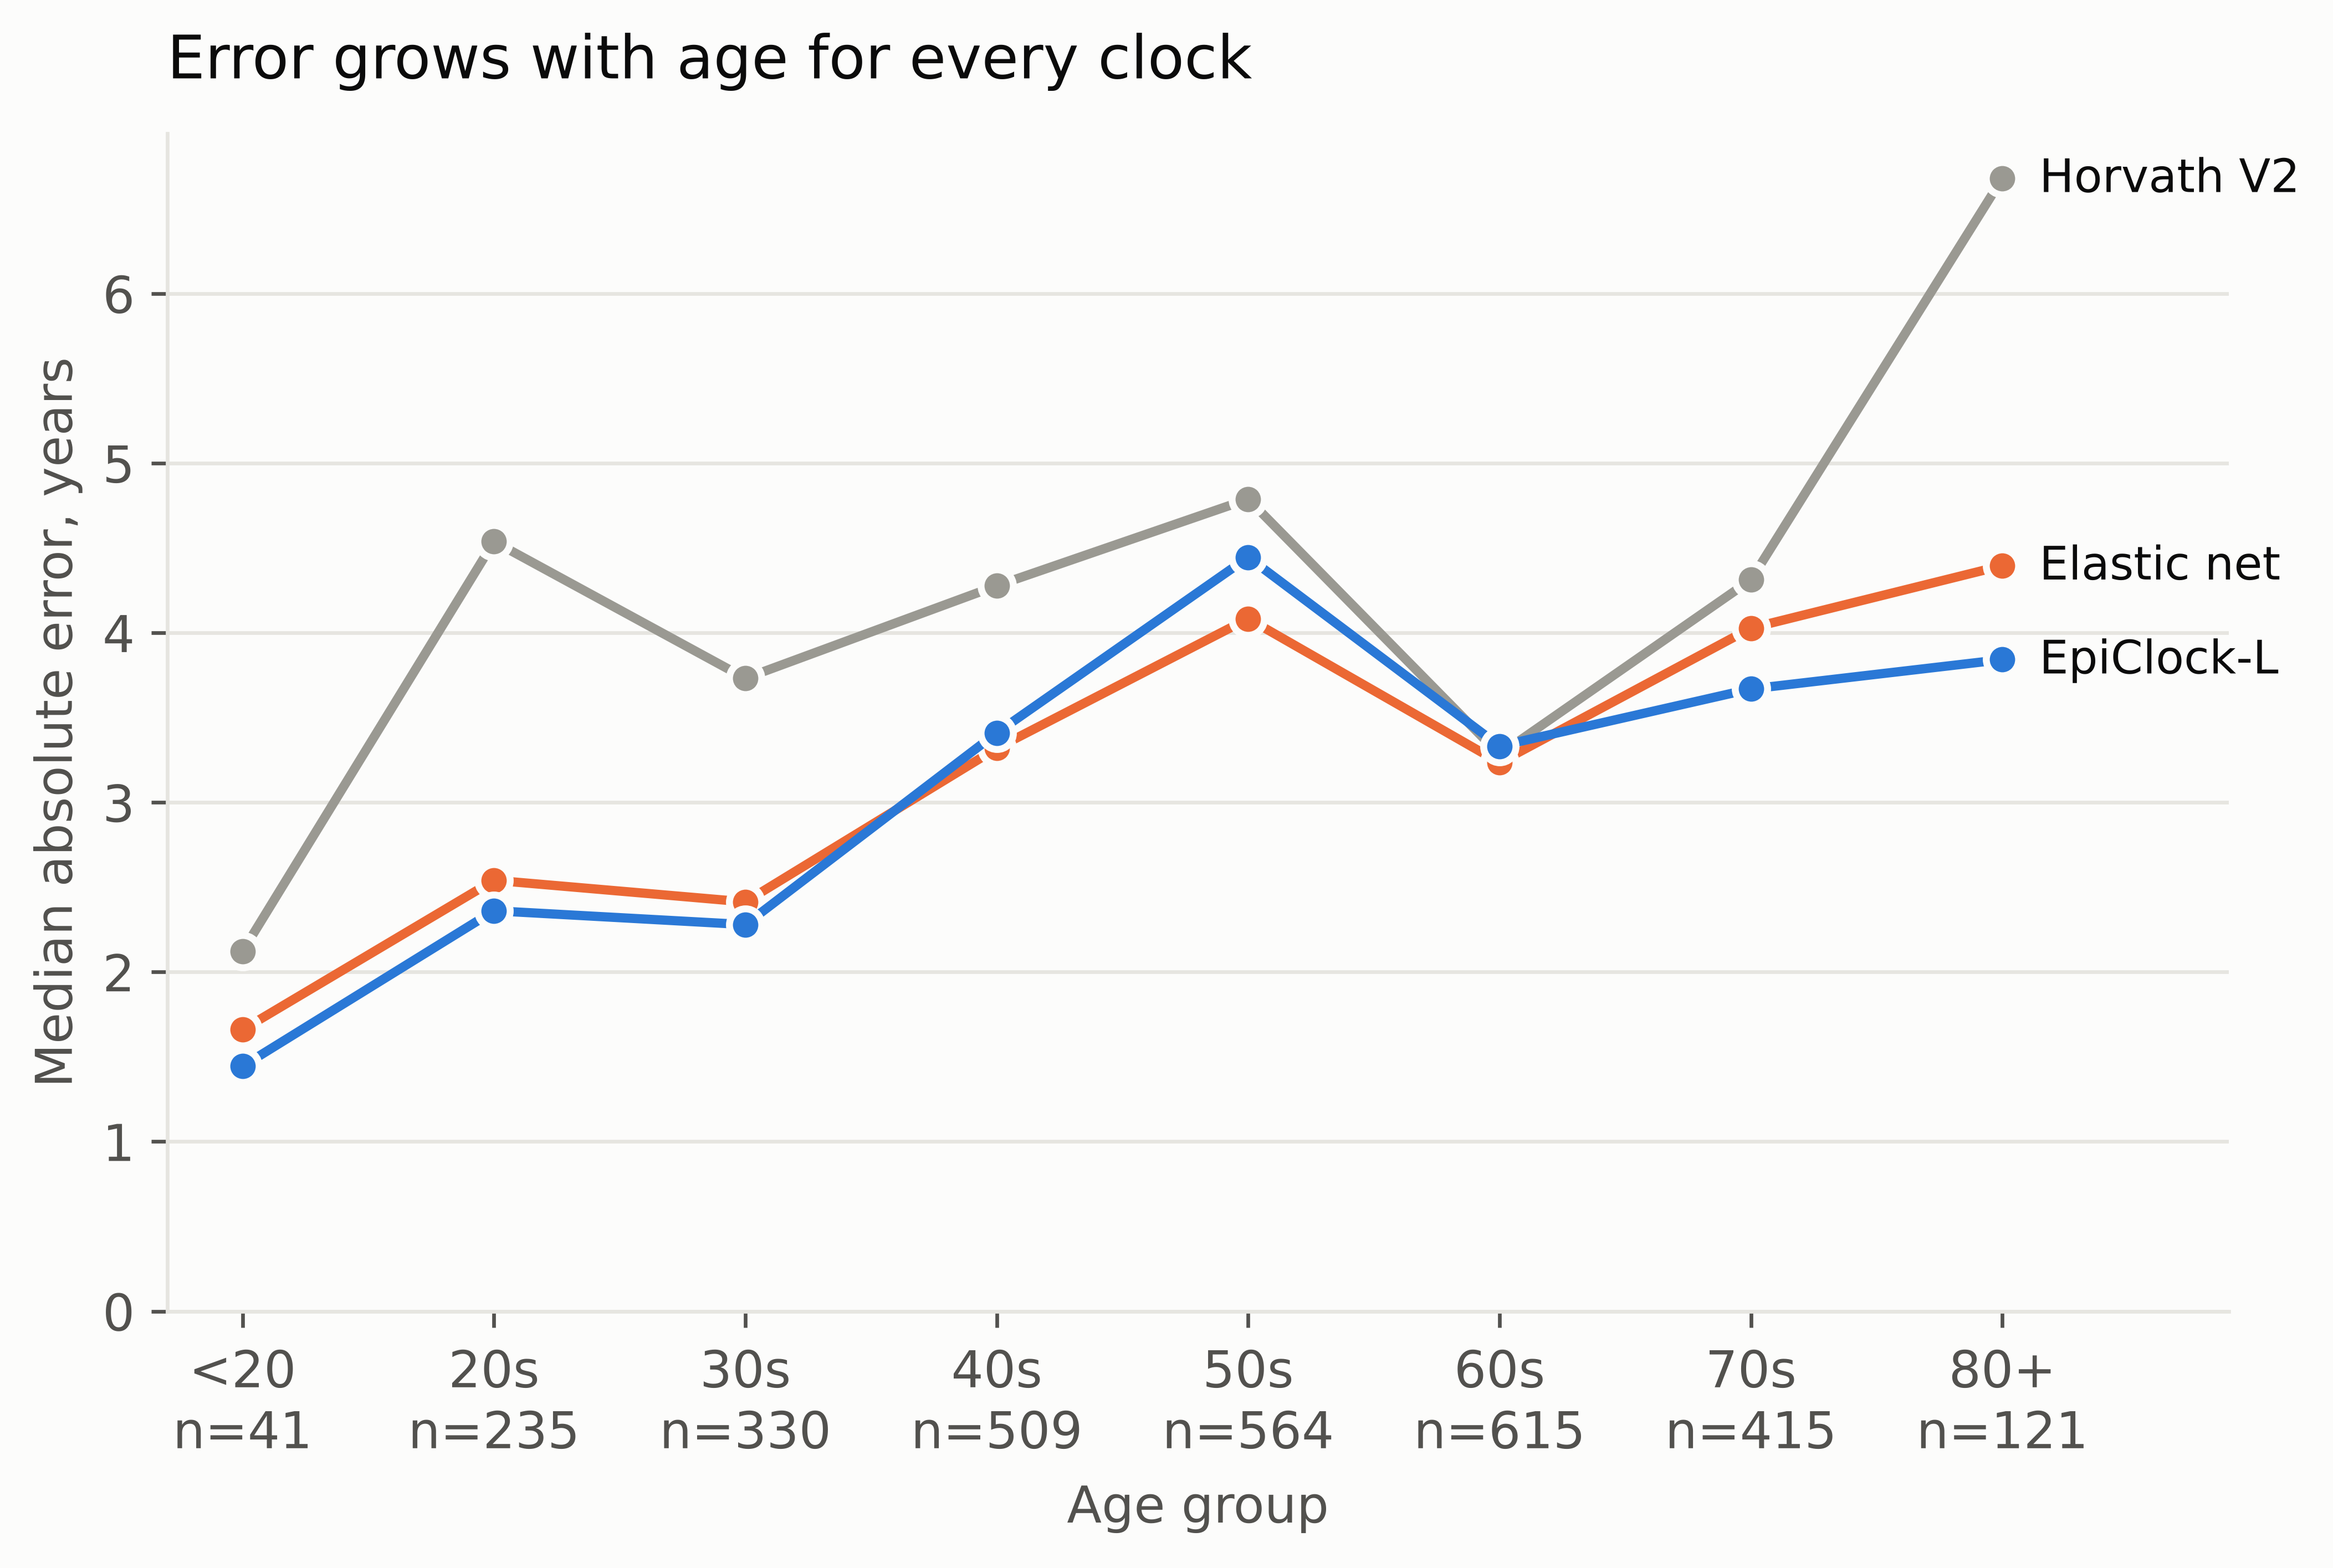 Error grows with age for every clock
Median absolute error, years
6
5
4
3
2
1
0
Horvath V2
Elastic net
EpiClock-L
<20 20s 30s 40s 50s 60s 70s 80+
n=41 n=235 n=330 n=509 n=564 n=615 n=415 n=121
Age group